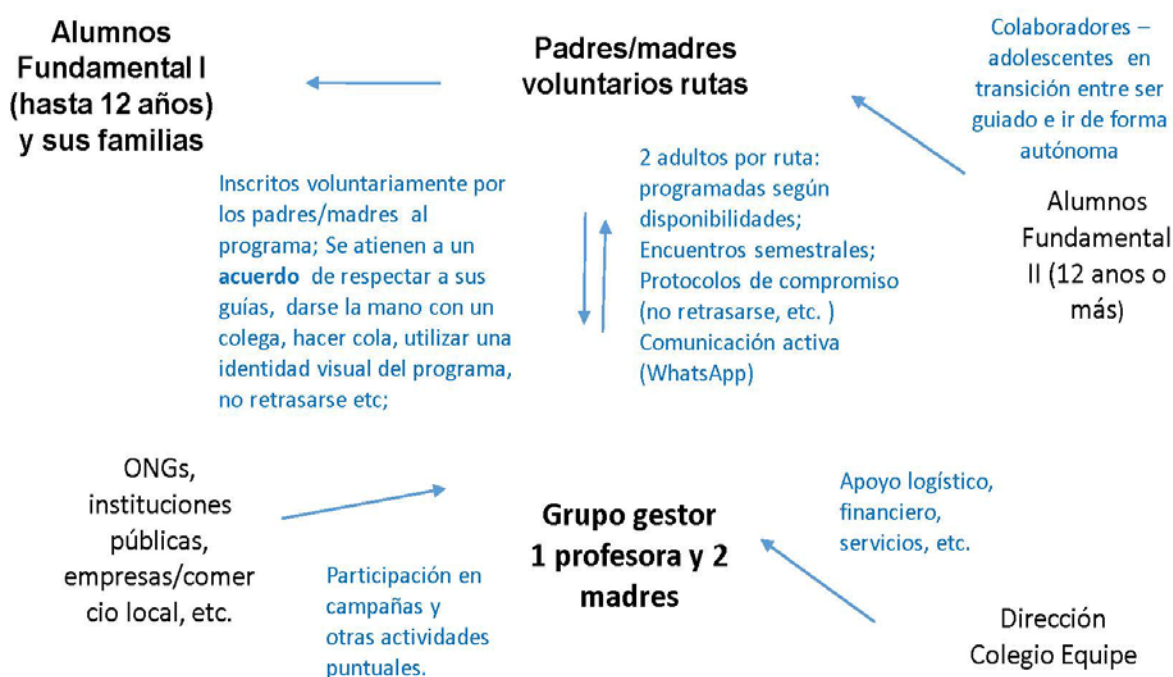 Alumnos
Fundamental I
(hasta 12 años)
y sus familias
Padres/madres
voluntarios rutas
Colaboradores –
adolescentes en
transición entre ser
guiado e ir de forma
autónoma
Alumnos
Fundamental
II (12 anos o
más)
Inscritos voluntariamente por
los padres/madres al
programa; Se atienen a un
acuerdo de respectar a sus
guías, darse la mano con un
colega, hacer cola, utilizar una
identidad visual del programa,
no retrasarse etc;
2 adultos por ruta:
programadas según
disponibilidades;
Encuentros semestrales;
Protocolos de compromiso
(no retrasarse, etc. )
Comunicación activa
(WhatsApp)
ONGs,
instituciones
públicas,
empresas/comer
cio local, etc.
Participación en
campañas y
otras actividades
puntuales.
Grupo gestor
1 profesora y 2
madres
Apoyo logístico,
financiero,
servicios, etc.
Dirección
Colegio Equipe